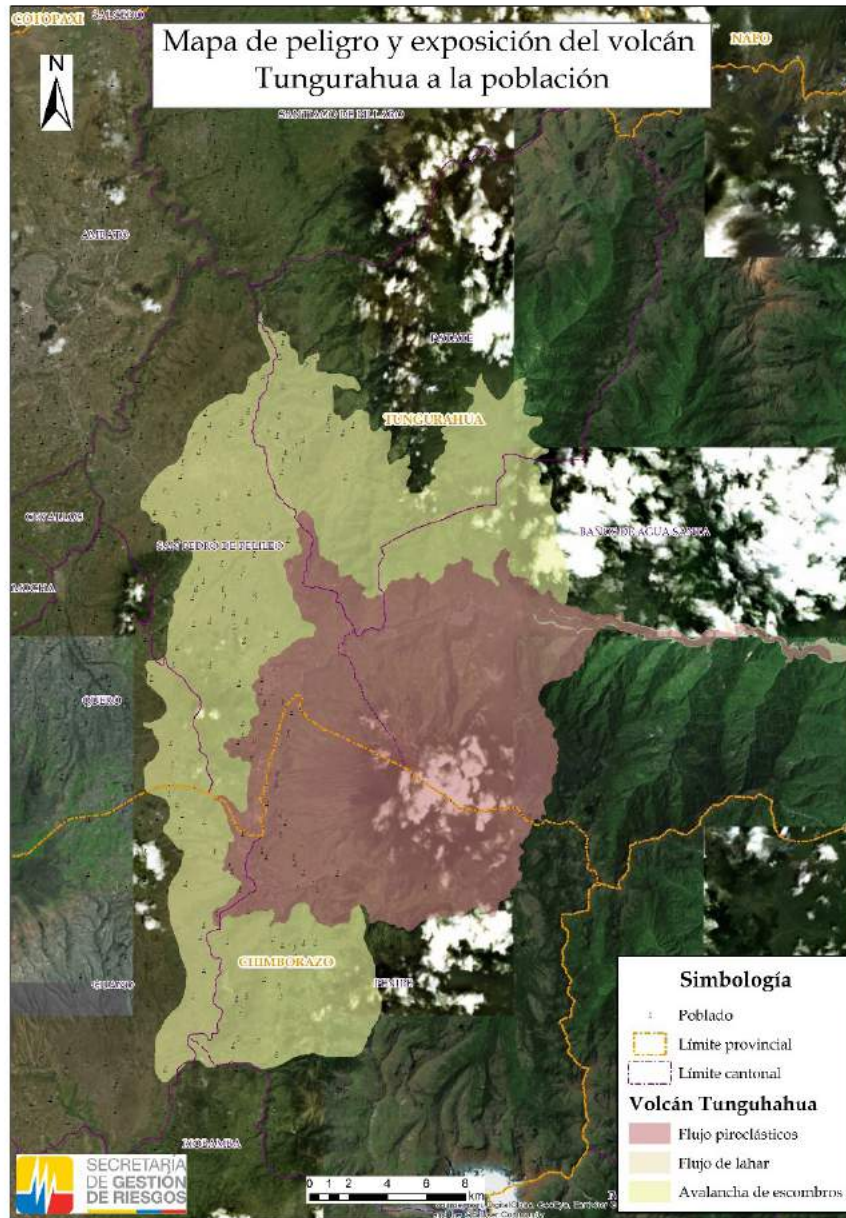 COTOPAXI
SALCEDO
Mapa de peligro y exposición del volcán
Tungurahua a la población
NAPO
N
SANTIAGO DE PILLARO
AMBATO
PATATE
TUNGURAHUA
CEVALLOS
SAN PEDRO DE PELILEO
BAÑOS DE AGUA SANTA
MOCHA
QUERO
CHIMBORAZO
GUANO
PENIPE
RIOBAMBA
Simbología
Poblado
Límite provincial
Límite cantonal
Volcán Tunguhahua
Flujo piroclásticos
Flujo de lahar
Avalancha de escombros
SECRETARÍA
DE GESTIÓN
DE RIESGOS
0 1 2 4 6 8
km